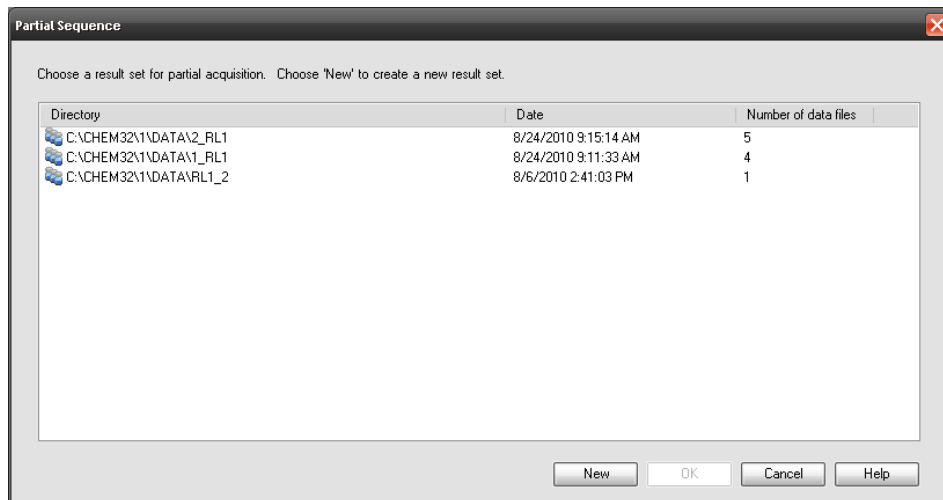 Partial Sequence
Choose a result set for partial acquisition. Choose 'New' to create a new result set.
Directory Date Number of data files
C:\CHEM32\1\DATA\2_RL1 8/24/2010 9:15:14 AM 5
C:\CHEM32\1\DATA\1_RL1 8/24/2010 9:11:33 AM 4
C:\CHEM32\1\DATA\RL1_2 8/6/2010 2:41:03 PM 1
New OK Cancel Help